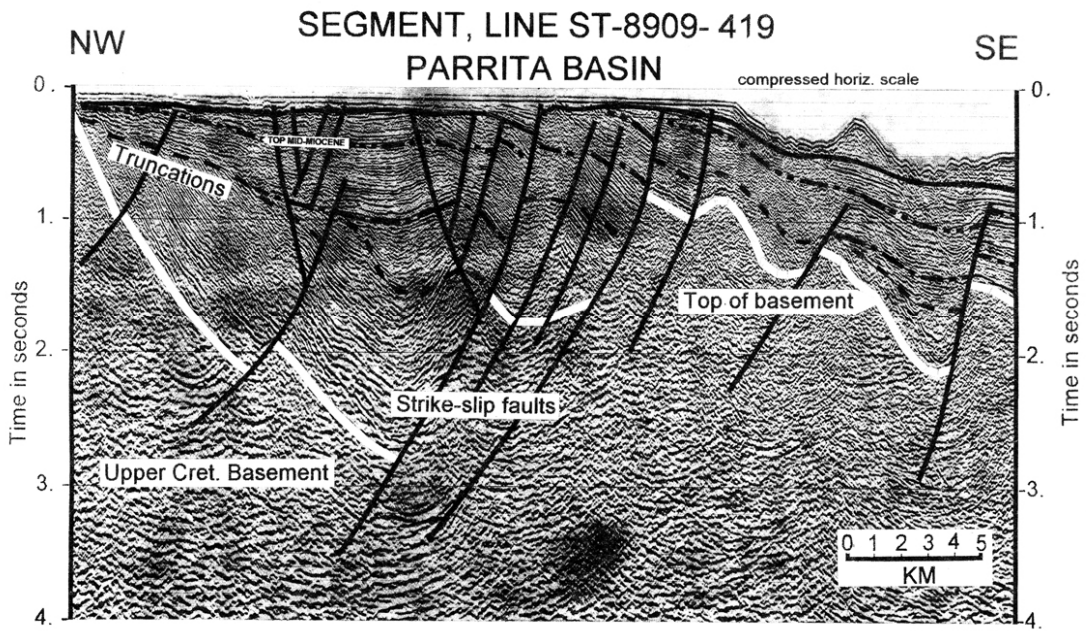 SEGMENT, LINE ST-8909- 419
NW
SE
PARRITA BASIN
compressed horiz. scale
0.
0.
TOP MID-MIOCENE
Truncations
1.
1.
Top of basement
Time in seconds
Time in seconds
2.
2.
Strike-slip faults
Upper Cret. Basement
3.
3.
0 1 2 3 4 5
KM
4.
4.